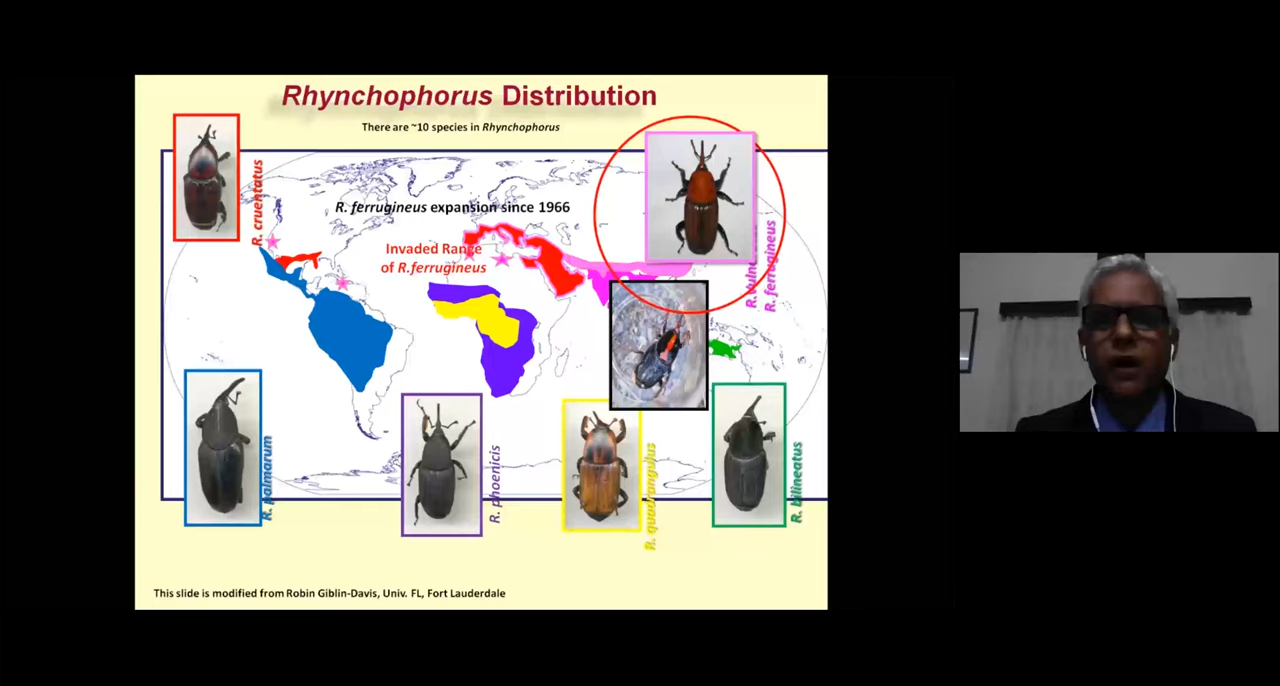 Rhynchophorus Distribution
There are ~10 species in Rhynchophorus
R. cruentatus
R. ferrugineus expansion since 1966
Invaded Range
of R.ferrugineus
R. ferrugineus
R. palmarum
R. phoenicis
R. quadrangulus
R. bilineatus
This slide is modified from Robin Giblin-Davis, Univ. FL, Fort Lauderdale